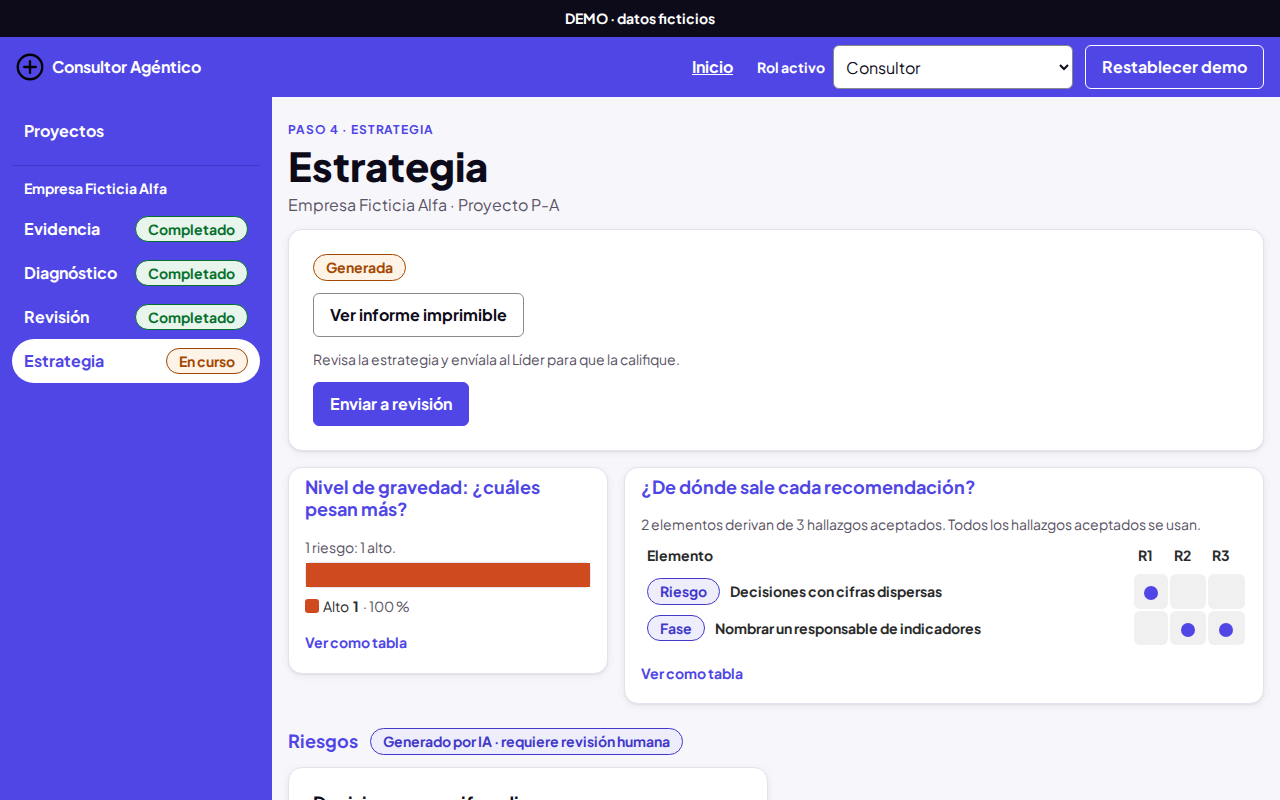 DEMO · datos ficticios
Consultor Agéntico
Inicio
Rol activo
Consultor
Restablecer demo
Proyectos
Empresa Ficticia Alfa
Evidencia Completado
Diagnóstico Completado
Revisión Completado
Estrategia En curso
PASO 4 · ESTRATEGIA
Estrategia
Empresa Ficticia Alfa · Proyecto P-A
Generada
Ver informe imprimible
Revisa la estrategia y envíala al Líder para que la califique.
Enviar a revisión
Nivel de gravedad: ¿cuáles
pesan más?
1 riesgo: 1 alto.
Alto 1 · 100 %
Ver como tabla
¿De dónde sale cada recomendación?
2 elementos derivan de 3 hallazgos aceptados. Todos los hallazgos aceptados se usan.
Elemento R1 R2 R3
Riesgo Decisiones con cifras dispersas
Fase Nombrar un responsable de indicadores
Ver como tabla
Riesgos Generado por IA · requiere revisión humana